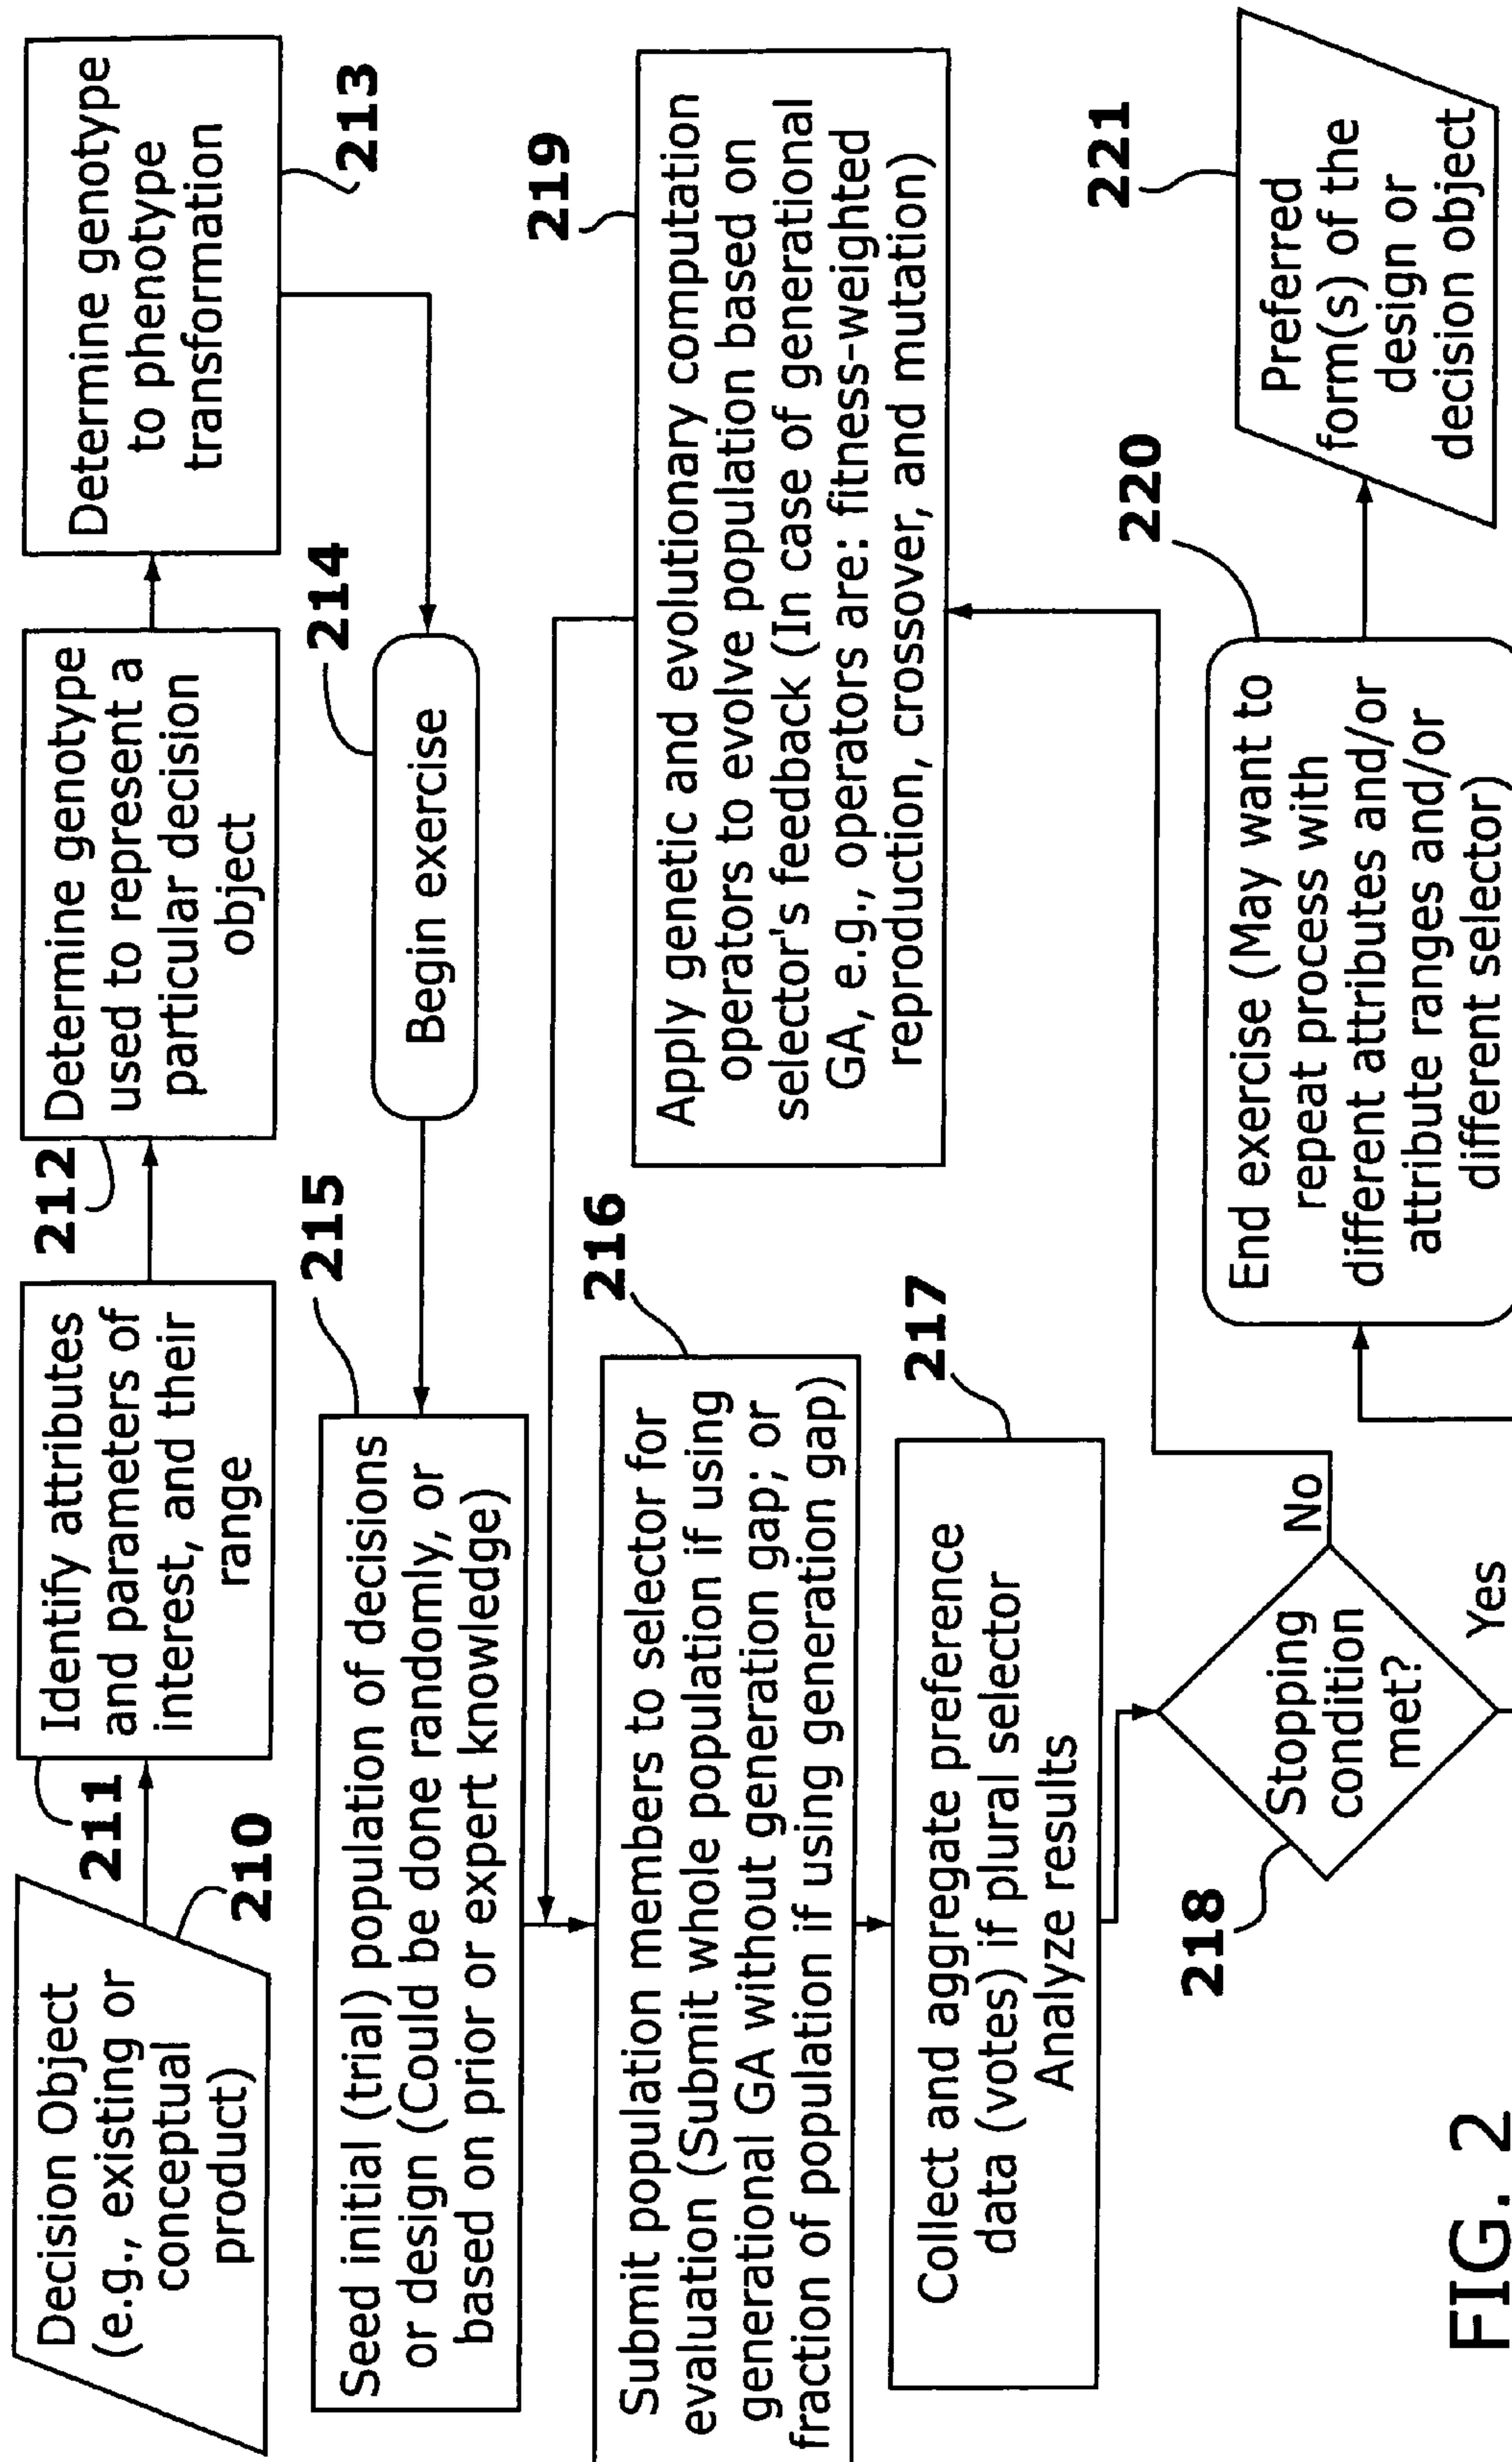 Decision Object
(e.g., existing or
conceptual
product)
210
211
Identify attributes
and parameters of
interest, and their
range
212
Determine genotype
used to represent a
particular decision
object
Determine genotype
to phenotype
transformation
213
214
Begin exercise
215
Seed initial (trial) population of decisions
or design (Could be done randomly, or
based on prior or expert knowledge)
216
Submit population members to selector for
evaluation (Submit whole population if using
generational GA without generation gap; or
fraction of population if using generation gap)
217
Collect and aggregate preference
data (votes) if plural selector
Analyze results
218
Stopping
condition
met?
No
Yes
219
Apply genetic and evolutionary computation
operators to evolve population based on
selector's feedback (In case of generational
GA, e.g., operators are: fitness-weighted
reproduction, crossover, and mutation)
220
End exercise (May want to
repeat process with
different attributes and/or
attribute ranges and/or
different selector)
221
Preferred
form(s) of the
design or
decision object
FIG. 2